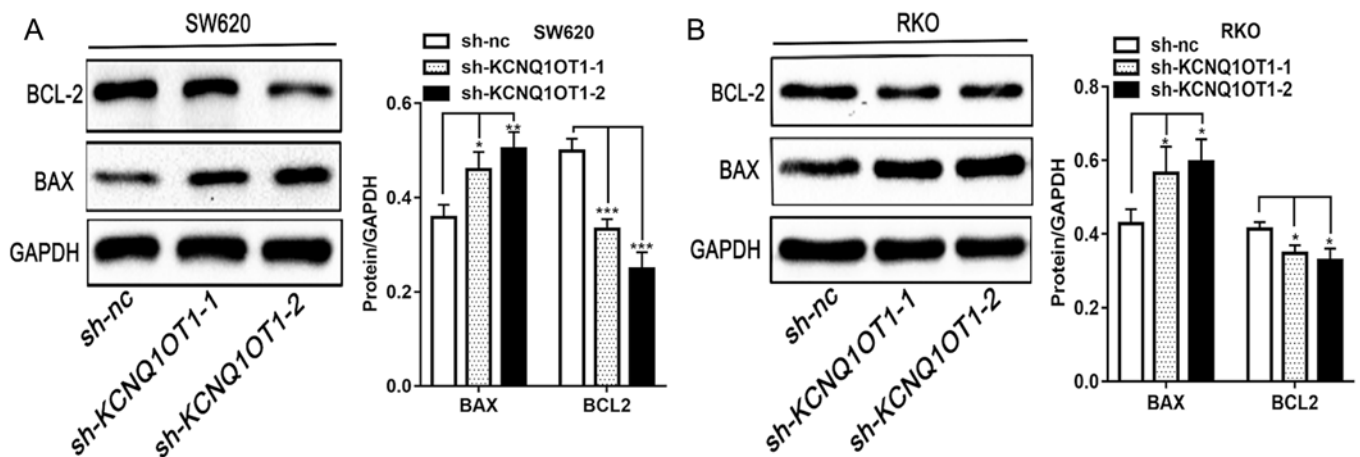 A
SW620
BCL-2
BAX
GAPDH
sh-nc
sh-KCNQ1OT1-1
sh-KCNQ1OT1-2
SW620
sh-nc
sh-KCNQ1OT1-1
sh-KCNQ1OT1-2
Protein/GAPDH
0.6
0.4
0.2
0.0
*
**
***
***
BAX
BCL2
B
RKO
BCL-2
BAX
GAPDH
sh-nc
sh-KCNQ1OT1-1
sh-KCNQ1OT1-2
RKO
sh-nc
sh-KCNQ1OT1-1
sh-KCNQ1OT1-2
Protein/GAPDH
0.8
0.6
0.4
0.2
0.0
*
*
*
*
BAX
BCL2